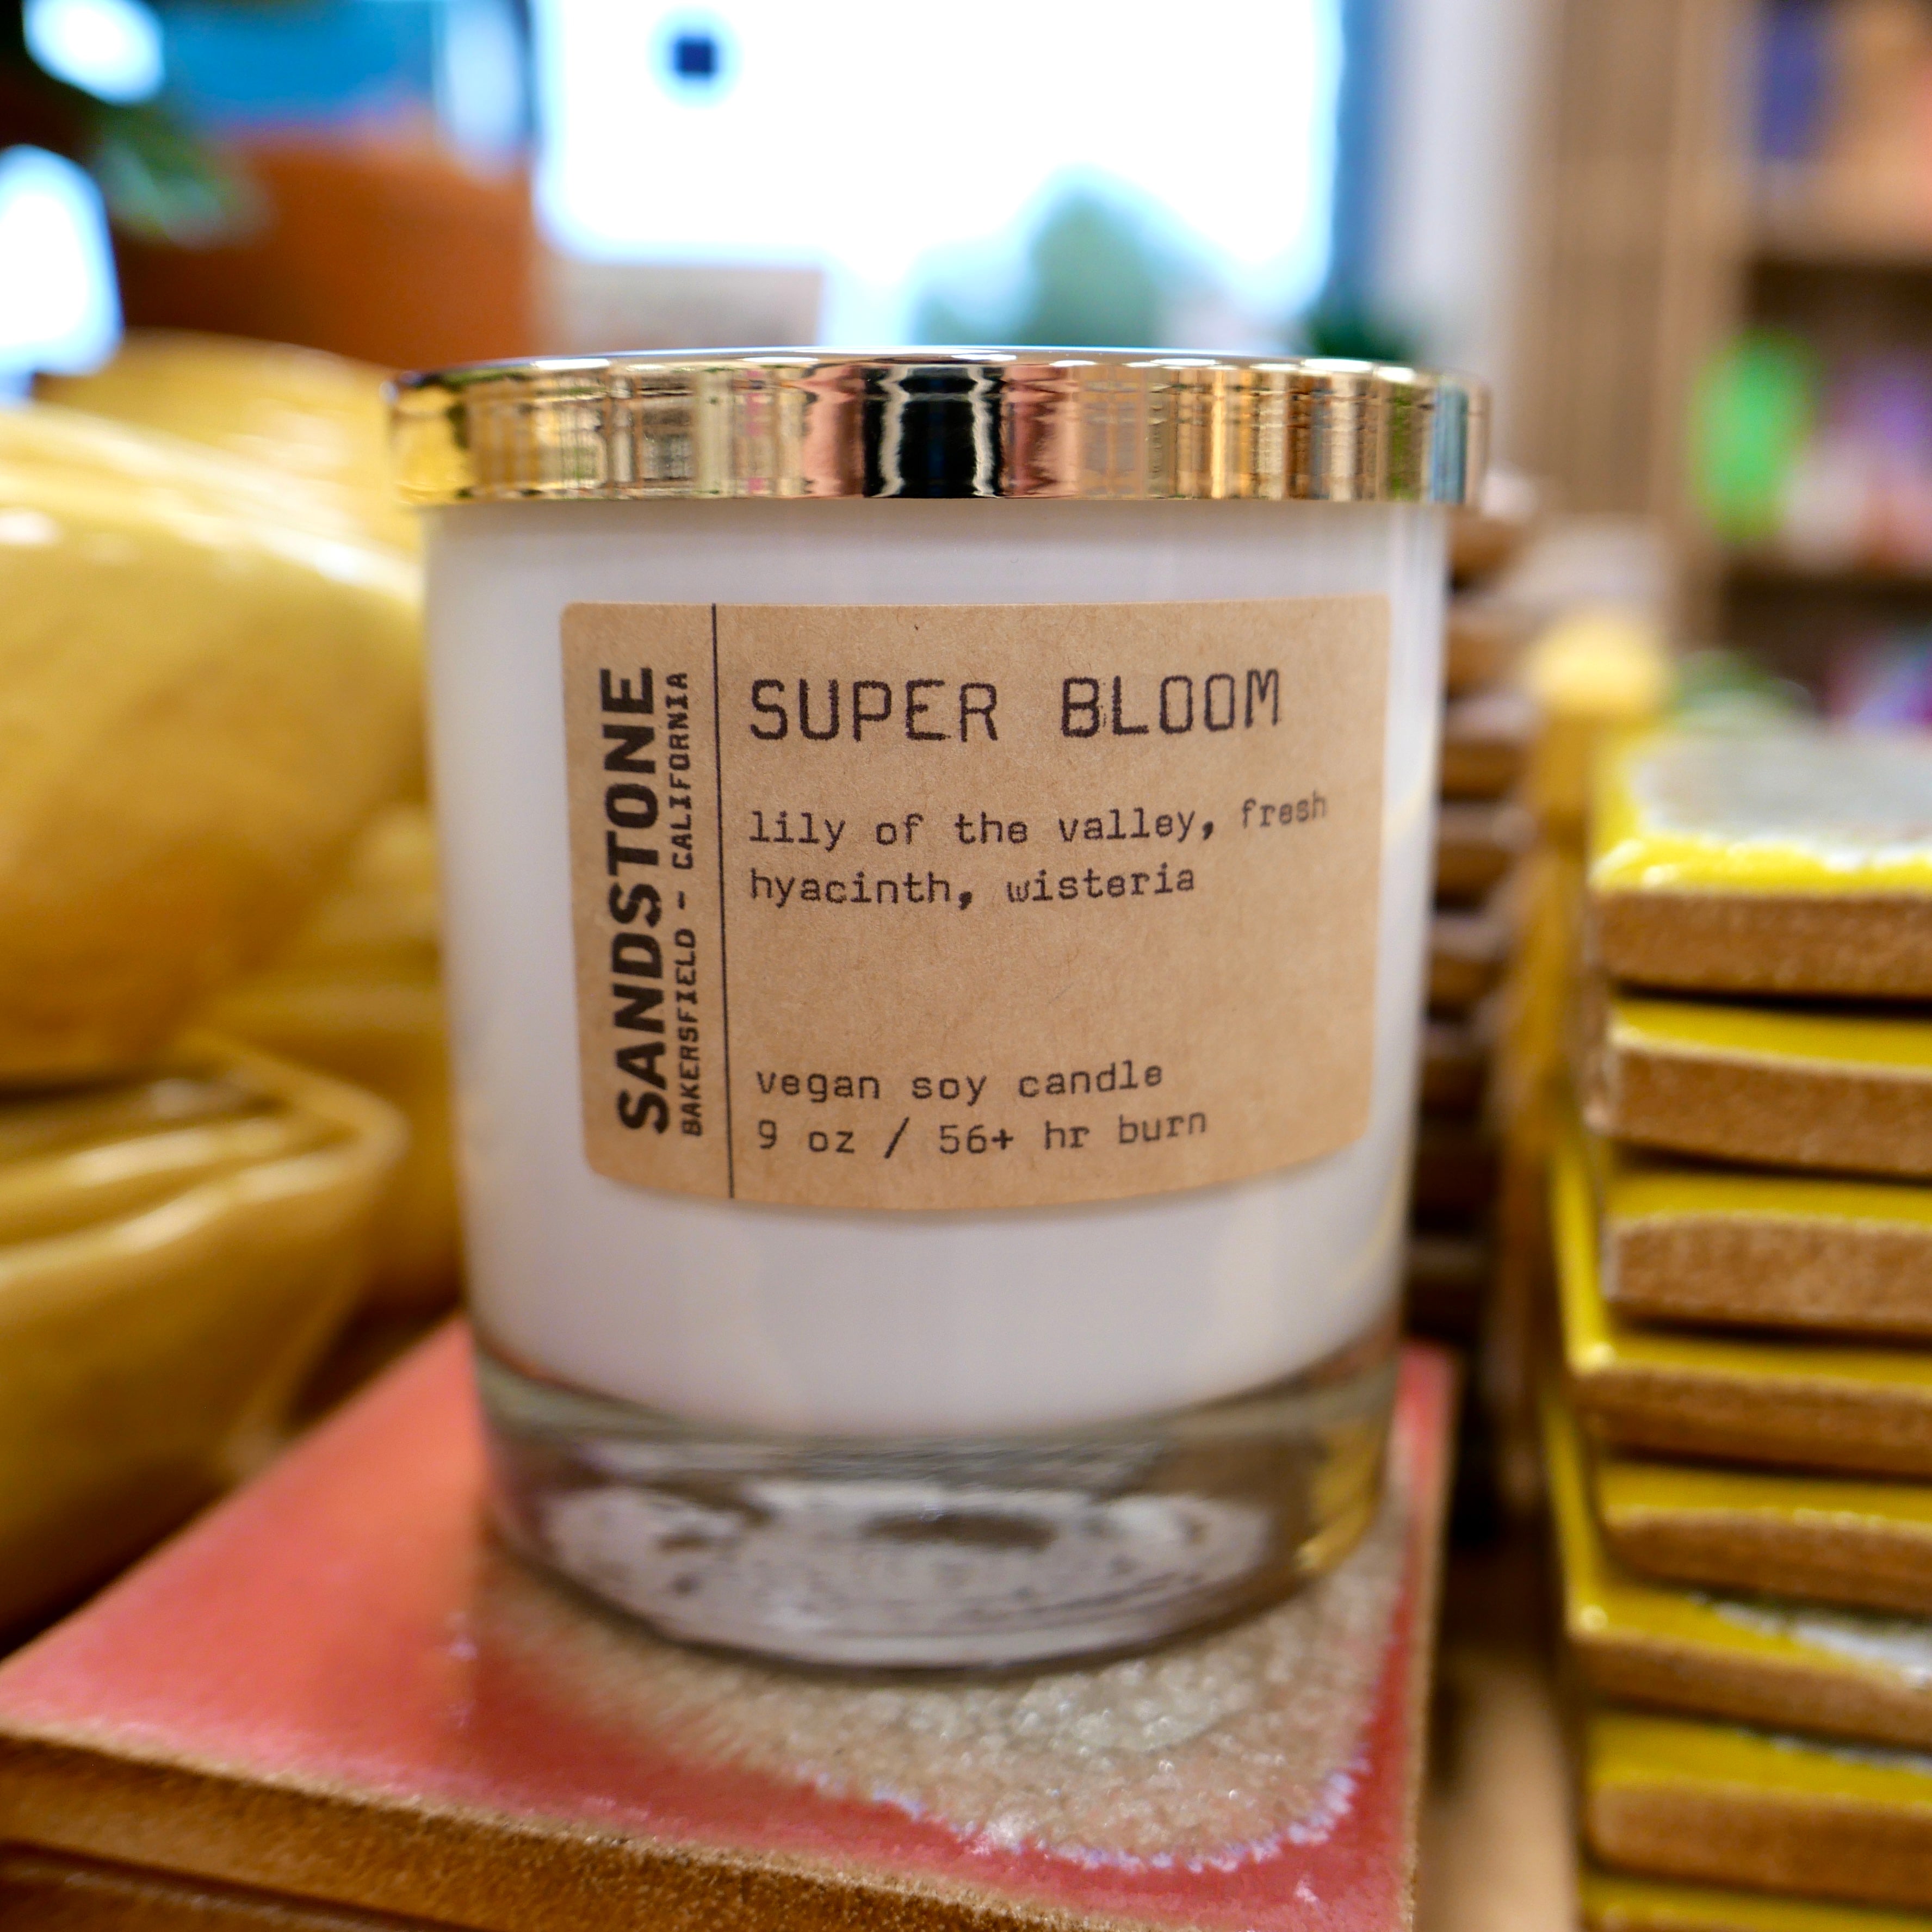 SANDSTONE
BAKERSFIELD - CALIFORNIA
SUPER BLOOM
lily of the valley, fresh
hyacinth, wisteria
vegan soy candle
9 oz / 56+ hr burn